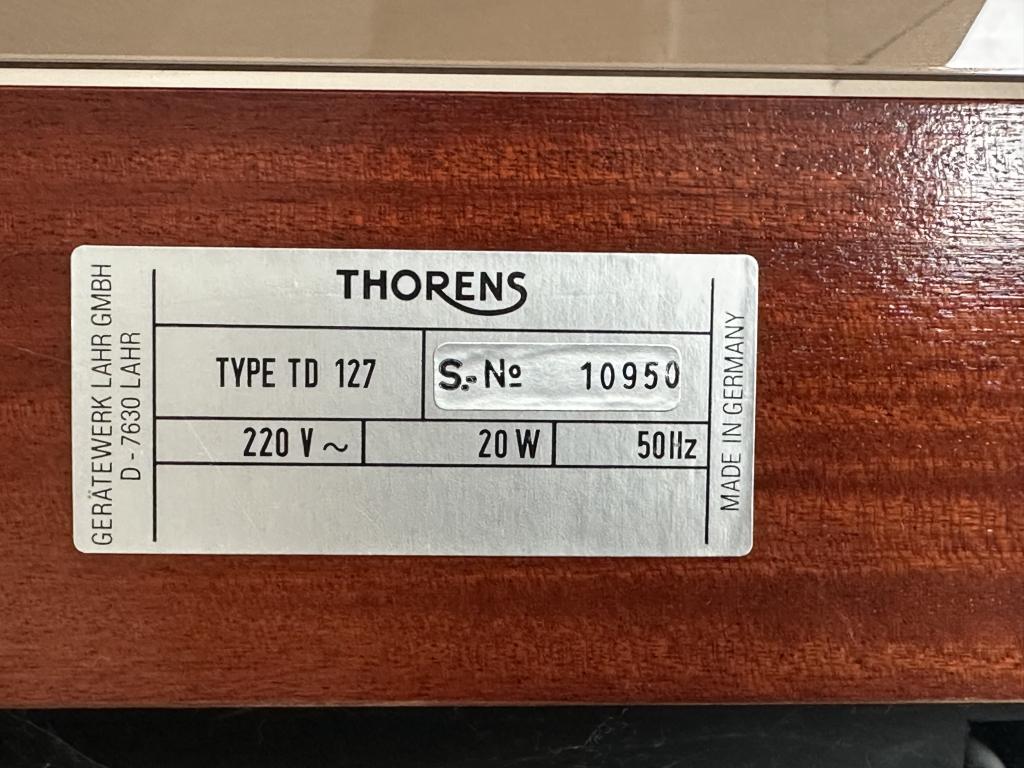 THORENS
TYPE TD 127
S.-No 10950
220 V ~ 20 W 50Hz
GERÄTEWERK LAHR GMBH
D - 7630 LAHR
MADE IN GERMANY